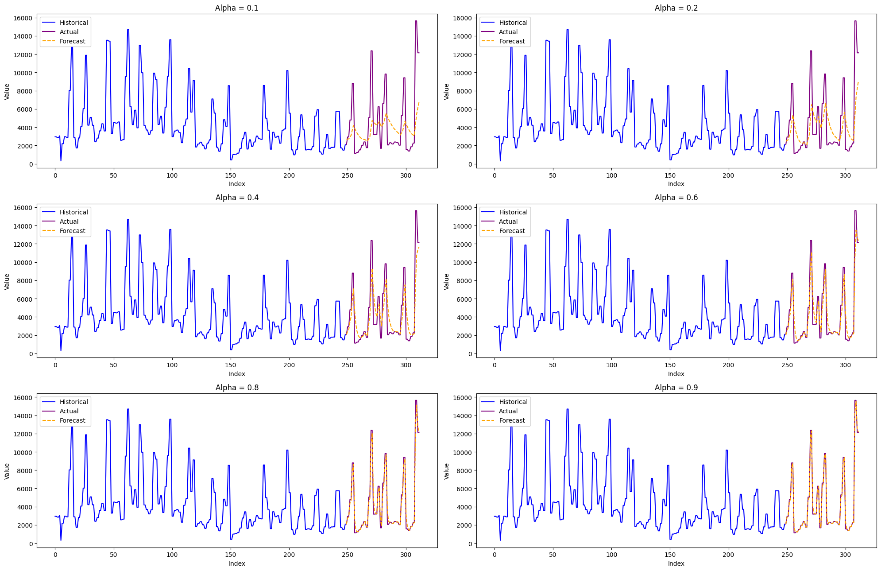 Alpha = 0.1
16000
14000
12000
10000
8000
6000
4000
2000
0
Value
Historical
Actual
Forecast
0 50 100 150 200 250 300
Index
Alpha = 0.2
16000
14000
12000
10000
8000
6000
4000
2000
0
Value
Historical
Actual
Forecast
0 50 100 150 200 250 300
Index
Alpha = 0.4
16000
14000
12000
10000
8000
6000
4000
2000
0
Value
Historical
Actual
Forecast
0 50 100 150 200 250 300
Index
Alpha = 0.6
16000
14000
12000
10000
8000
6000
4000
2000
0
Value
Historical
Actual
Forecast
0 50 100 150 200 250 300
Index
Alpha = 0.8
16000
14000
12000
10000
8000
6000
4000
2000
0
Value
Historical
Actual
Forecast
0 50 100 150 200 250 300
Index
Alpha = 0.9
16000
14000
12000
10000
8000
6000
4000
2000
0
Value
Historical
Actual
Forecast
0 50 100 150 200 250 300
Index